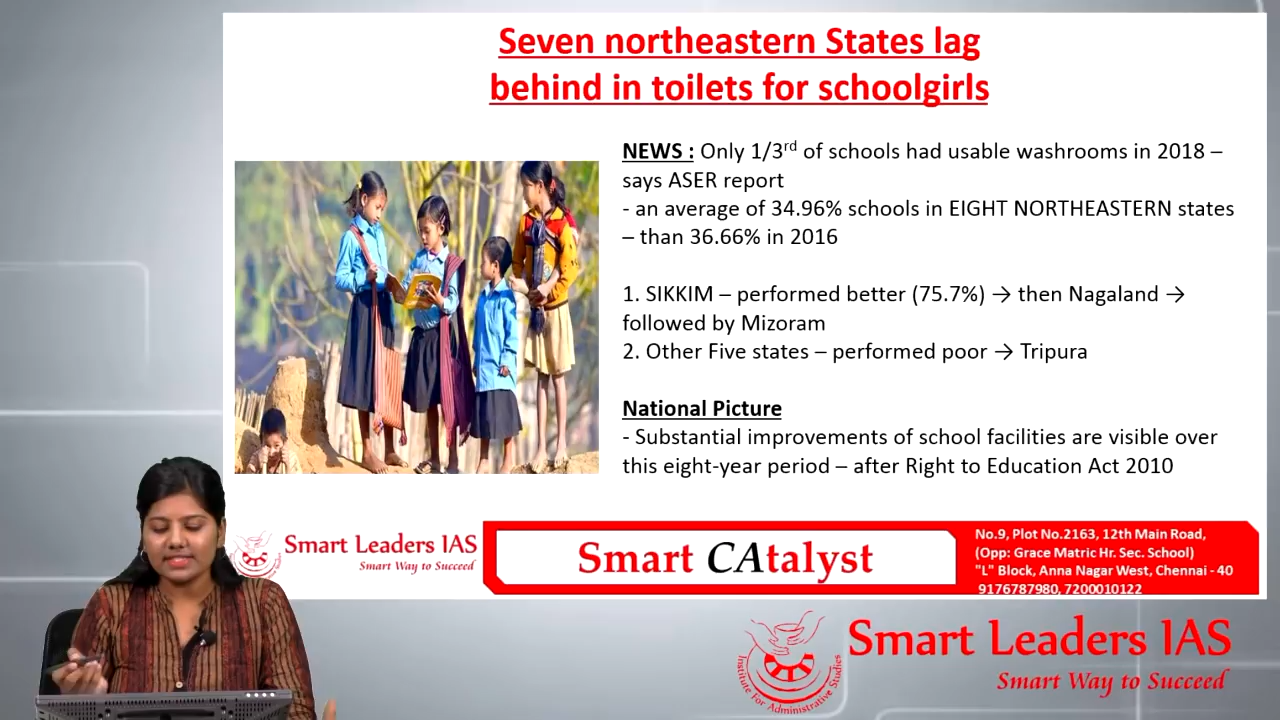 Seven northeastern States lag
behind in toilets for schoolgirls
NEWS : Only 1/3rd of schools had usable washrooms in 2018 –
says ASER report
- an average of 34.96% schools in EIGHT NORTHEASTERN states
– than 36.66% in 2016
1. SIKKIM – performed better (75.7%) → then Nagaland →
followed by Mizoram
2. Other Five states – performed poor → Tripura
National Picture
- Substantial improvements of school facilities are visible over
this eight-year period – after Right to Education Act 2010
Smart Leaders IAS
Smart Way to Succeed
Smart CAtalyst
No.9, Plot No.2163, 12th Main Road,
(Opp: Grace Matric Hr. Sec. School)
"L" Block, Anna Nagar West, Chennai - 40
9176787980, 7200010122
Institute For Administrative Studies
Smart Leaders IAS
Smart Way to Succeed